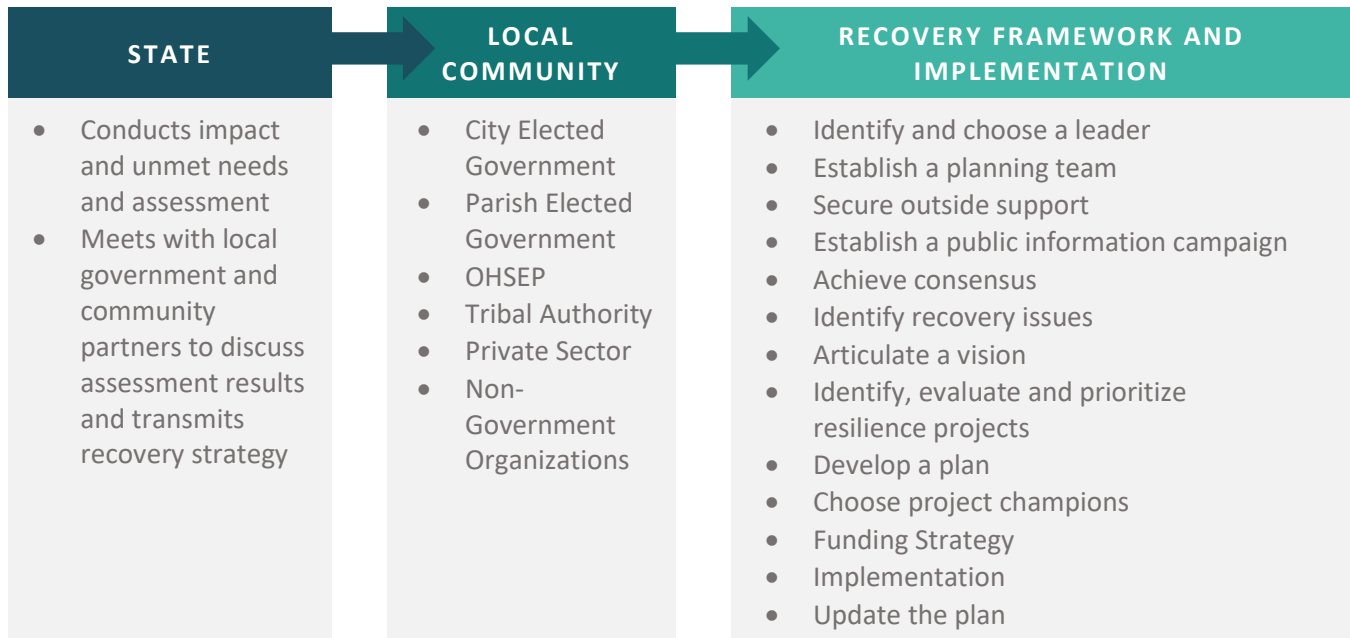 STATE
• Conducts impact
and unmet needs
and assessment
• Meets with local
government and
community
partners to discuss
assessment results
and transmits
recovery strategy
LOCAL
COMMUNITY
• City Elected
Government
• Parish Elected
Government
• OHSEP
• Tribal Authority
• Private Sector
• Non-
Government
Organizations
RECOVERY FRAMEWORK AND
IMPLEMENTATION
• Identify and choose a leader
• Establish a planning team
• Secure outside support
• Establish a public information campaign
• Achieve consensus
• Identify recovery issues
• Articulate a vision
• Identify, evaluate and prioritize
resilience projects
• Develop a plan
• Choose project champions
• Funding Strategy
• Implementation
• Update the plan